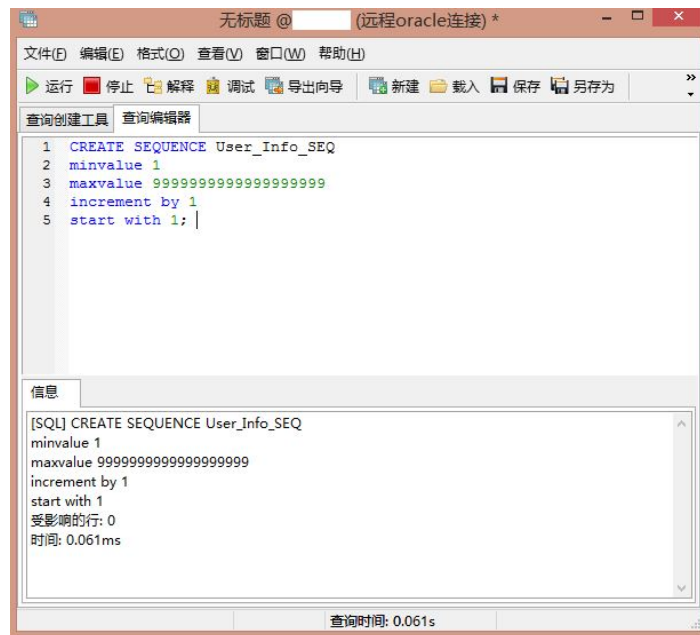 无标题 @ (远程oracle连接) *
文件(F) 编辑(E) 格式(O) 查看(V) 窗口(W) 帮助(H)
运行 停止 解释 调试 导出向导 新建 载入 保存 另存为 »
查询创建工具 查询编辑器
1 CREATE SEQUENCE User_Info_SEQ
2 minvalue 1
3 maxvalue 9999999999999999999
4 increment by 1
5 start with 1;
信息
[SQL] CREATE SEQUENCE User_Info_SEQ
minvalue 1
maxvalue 9999999999999999999
increment by 1
start with 1
受影响的行: 0
时间: 0.061ms
查询时间: 0.061s